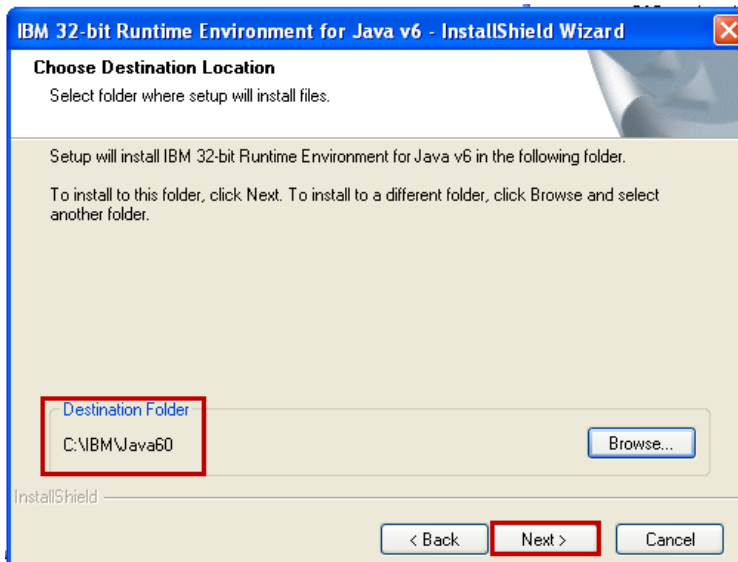 IBM 32-bit Runtime Environment for Java v6 - InstallShield Wizard
Choose Destination Location
Select folder where setup will install files.
Setup will install IBM 32-bit Runtime Environment for Java v6 in the following folder.
To install to this folder, click Next. To install to a different folder, click Browse and select
another folder.
Destination Folder
C:\IBM\Java60
Browse...
InstallShield
< Back
Next >
Cancel